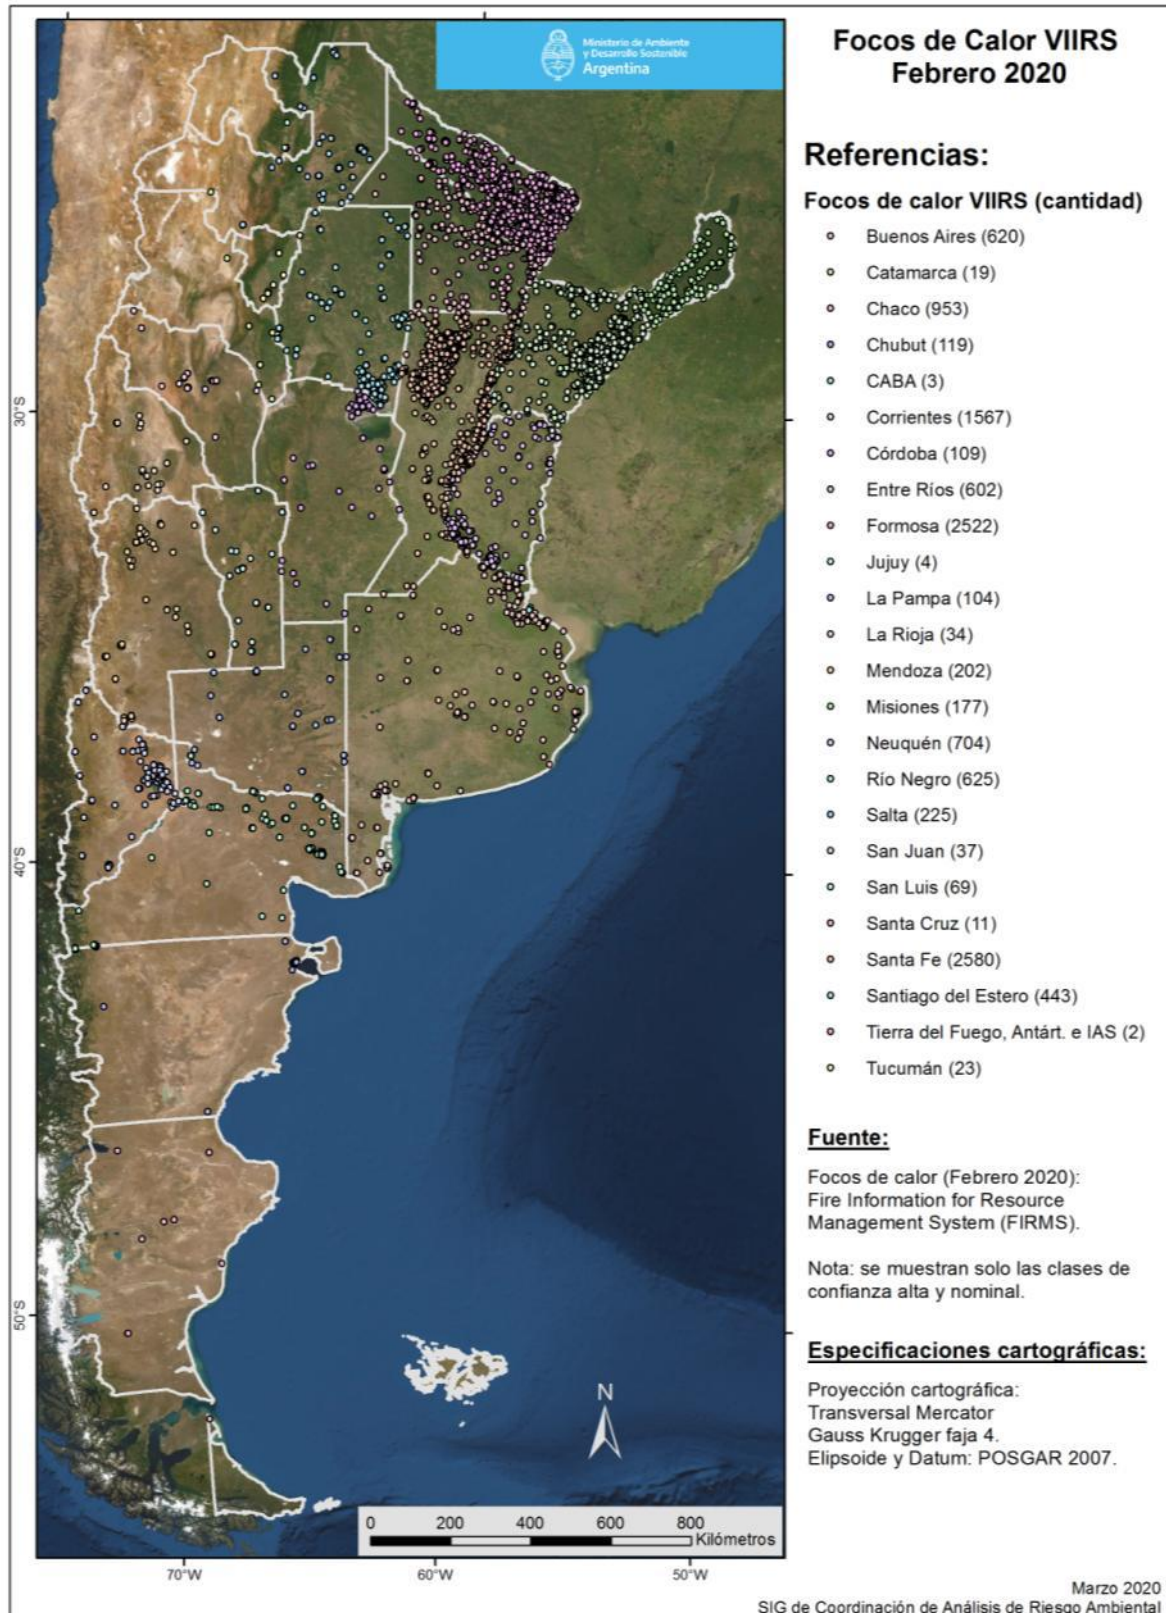 Ministerio de Ambiente
y Desarrollo Sostenible
Argentina
Focos de Calor VIIRS
Febrero 2020
Referencias:
Focos de calor VIIRS (cantidad)
Buenos Aires (620)
Catamarca (19)
Chaco (953)
Chubut (119)
CABA (3)
Corrientes (1567)
Córdoba (109)
Entre Ríos (602)
Formosa (2522)
Jujuy (4)
La Pampa (104)
La Rioja (34)
Mendoza (202)
Misiones (177)
Neuquén (704)
Río Negro (625)
Salta (225)
San Juan (37)
San Luis (69)
Santa Cruz (11)
Santa Fe (2580)
Santiago del Estero (443)
Tierra del Fuego, Antárt. e IAS (2)
Tucumán (23)
Fuente:
Focos de calor (Febrero 2020):
Fire Information for Resource
Management System (FIRMS).
Nota: se muestran solo las clases de
confianza alta y nominal.
Especificaciones cartográficas:
Proyección cartográfica:
Transversal Mercator
Gauss Krugger faja 4.
Elipsoide y Datum: POSGAR 2007.
30°S
40°S
50°S
N
0 200 400 600 800
Kilómetros
70°W 60°W 50°W
Marzo 2020
SIG de Coordinación de Análisis de Riesgo Ambiental